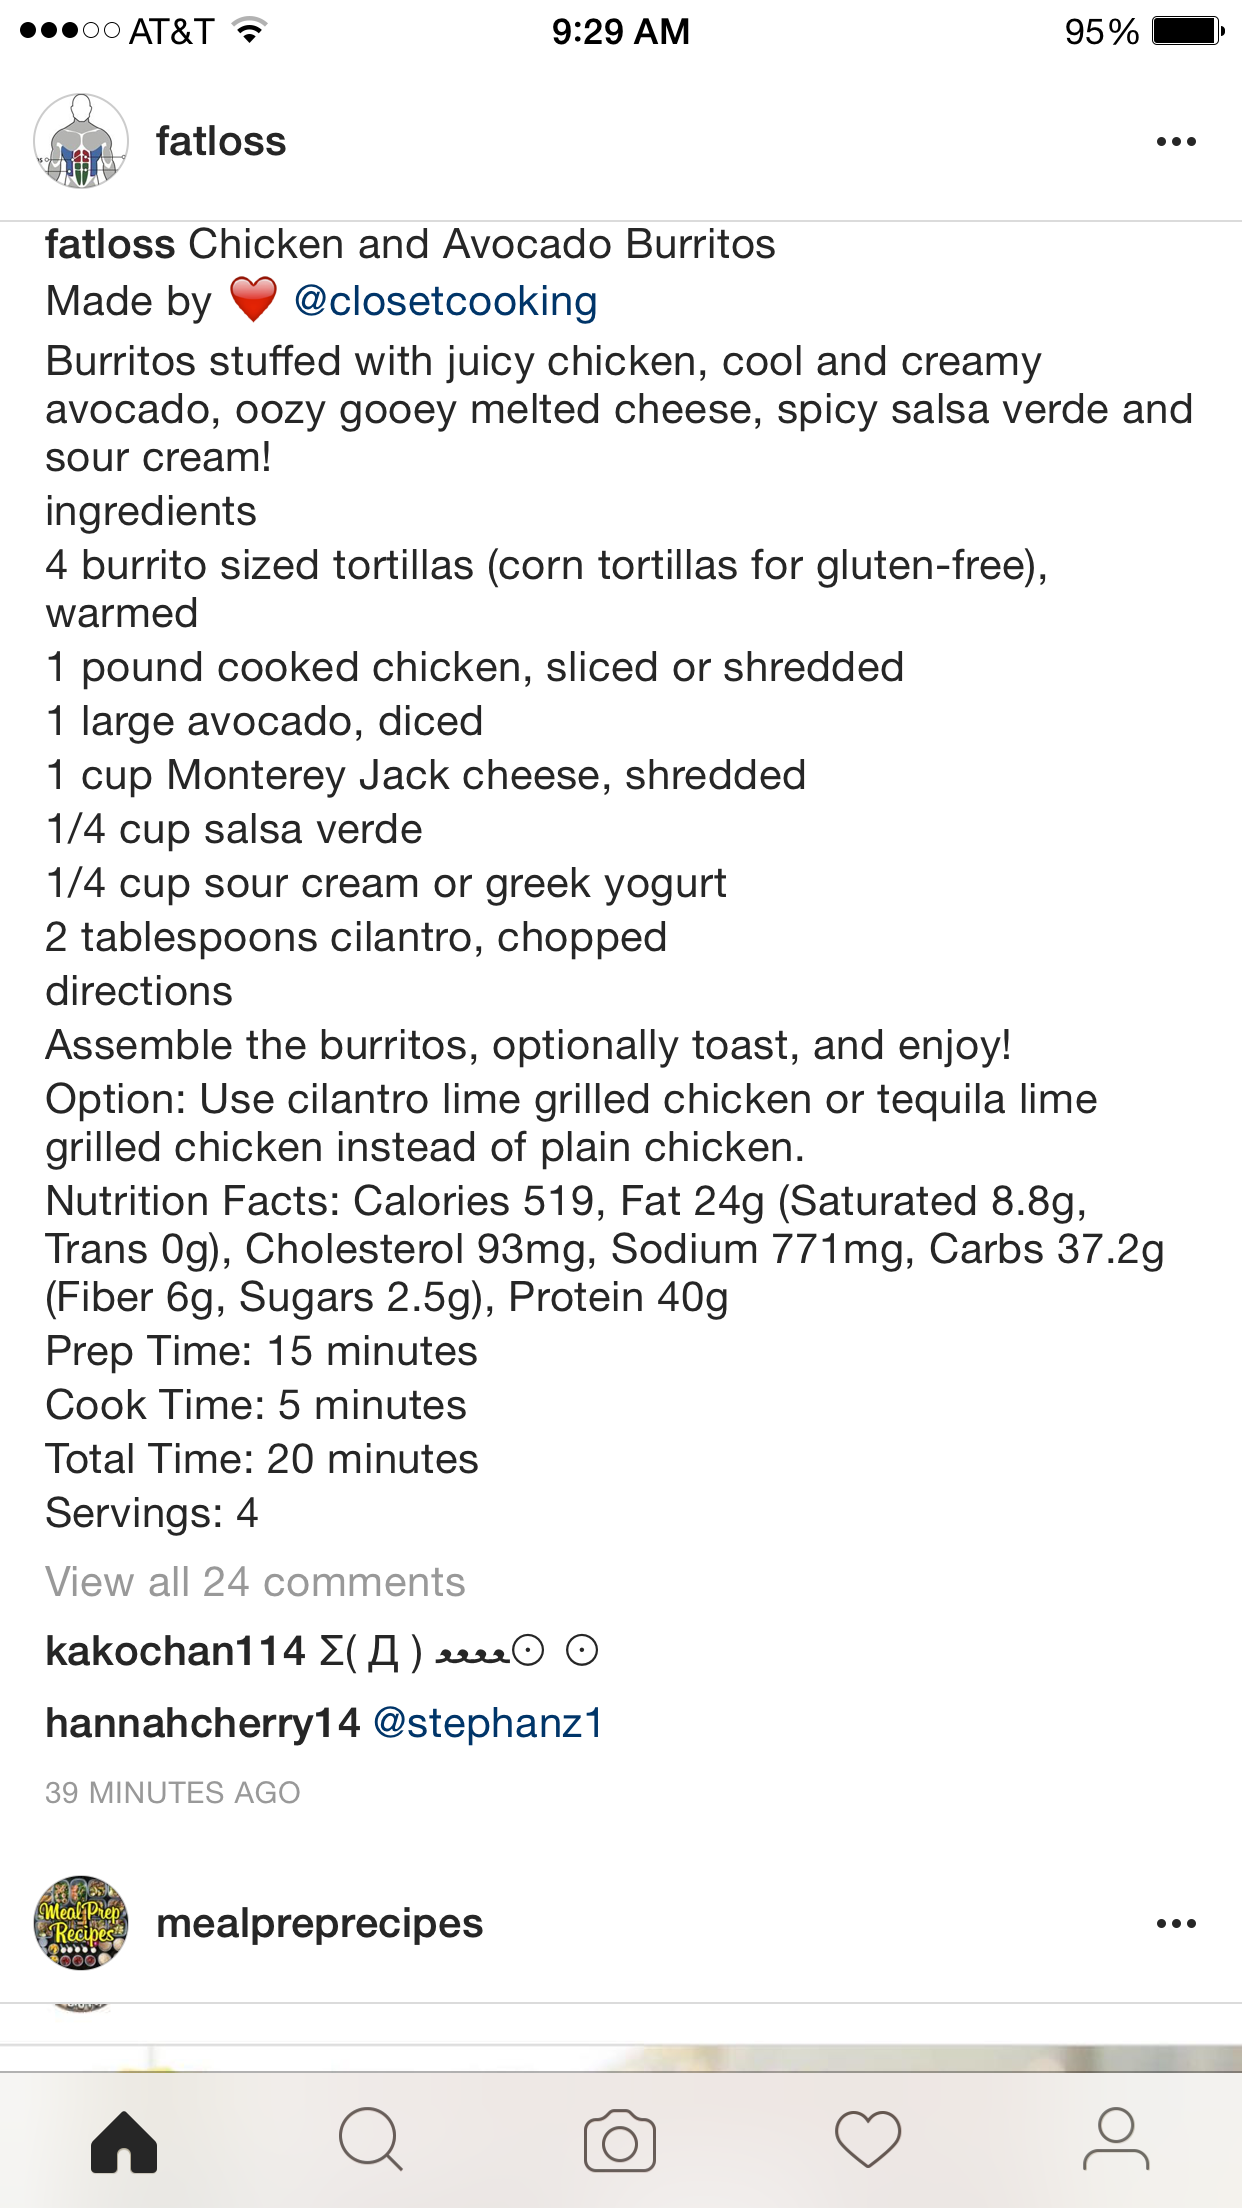 AT&T 9:29 AM 95%
fatloss
fatloss Chicken and Avocado Burritos
Made by ❤️ @closetcooking
Burritos stuffed with juicy chicken, cool and creamy
avocado, oozy gooey melted cheese, spicy salsa verde and
sour cream!
ingredients
4 burrito sized tortillas (corn tortillas for gluten-free),
warmed
1 pound cooked chicken, sliced or shredded
1 large avocado, diced
1 cup Monterey Jack cheese, shredded
1/4 cup salsa verde
1/4 cup sour cream or greek yogurt
2 tablespoons cilantro, chopped
directions
Assemble the burritos, optionally toast, and enjoy!
Option: Use cilantro lime grilled chicken or tequila lime
grilled chicken instead of plain chicken.
Nutrition Facts: Calories 519, Fat 24g (Saturated 8.8g,
Trans 0g), Cholesterol 93mg, Sodium 771mg, Carbs 37.2g
(Fiber 6g, Sugars 2.5g), Protein 40g
Prep Time: 15 minutes
Cook Time: 5 minutes
Total Time: 20 minutes
Servings: 4
View all 24 comments
kakochan114 Σ( Д ) ﻌﻌﻌﻌ⊙ ⊙
hannahcherry14 @stephanz1
39 MINUTES AGO
Meal Prep
Recipes
mealpreprecipes